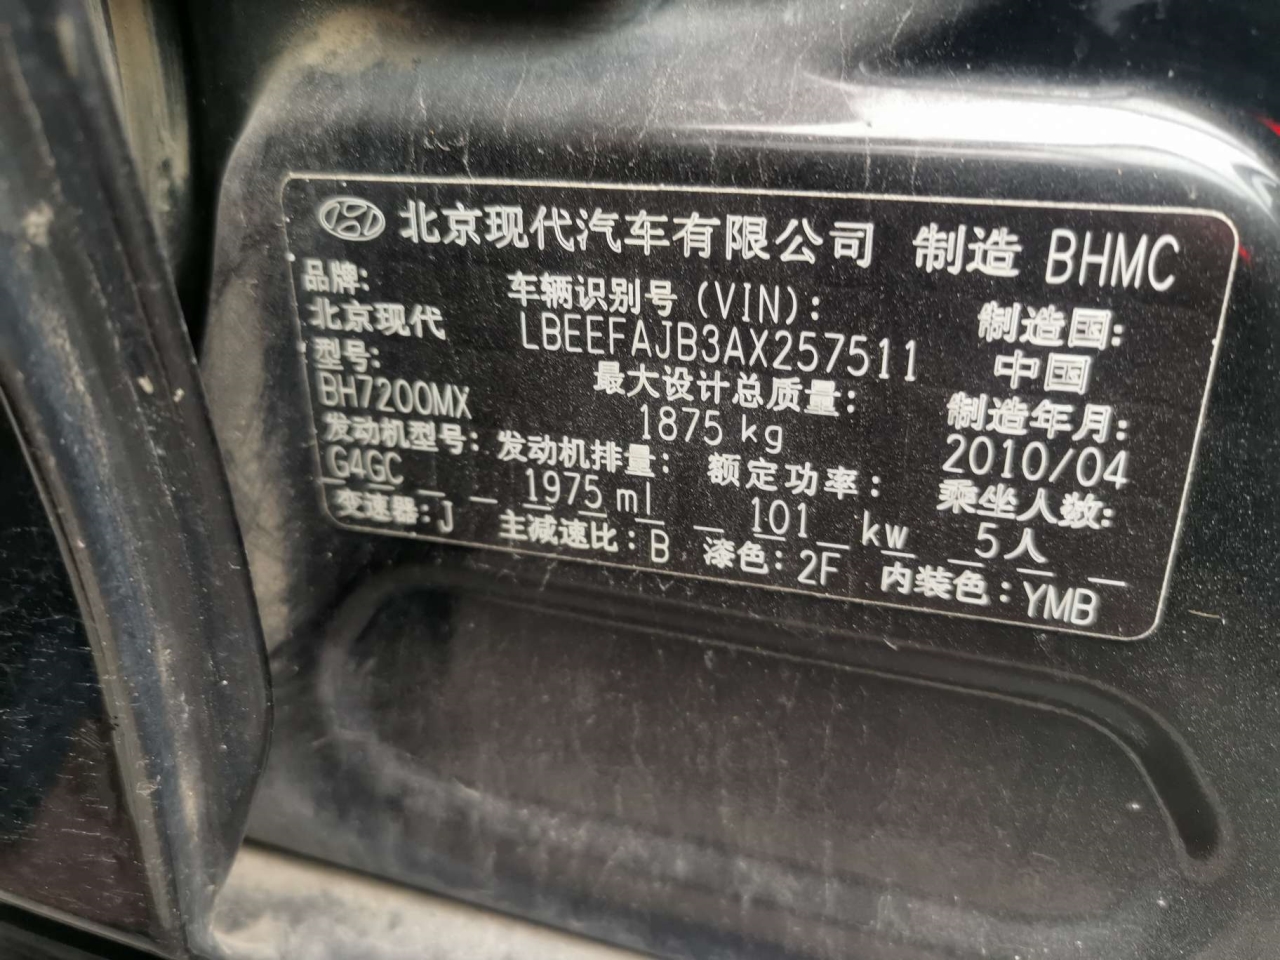 北京现代汽车有限公司 制造 BHMC
品牌: 车辆识别号 (VIN): 制造国:
北京现代 LBEEFAJB3AX257511 中国
型号: 最大设计总质量: 制造年月:
BH7200MX 1875 kg 2010/04
发动机型号: 发动机排量: 额定功率: 乘坐人数:
G4GC 1975 ml 101 kw 5人
变速器: J 主减速比: B 漆色: 2F 内装色: YMB